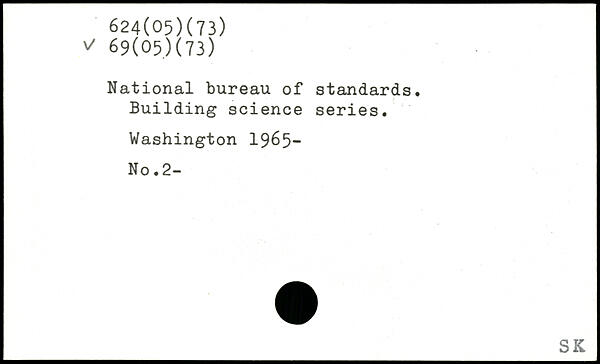 624(05)(73)
✓ 69(05)(73)
National bureau of standards.
Building science series.
Washington 1965-
No.2-
SK